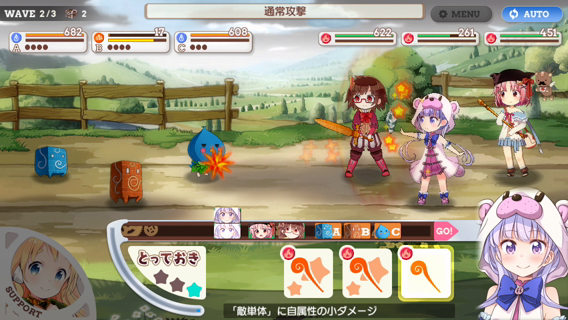 WAVE 2/3 2
通常攻撃
MENU
AUTO
682 17 608
A B C
622 261 451
A B C GO!
とっておき
SUPPORT
「敵単体」に自属性の小ダメージ